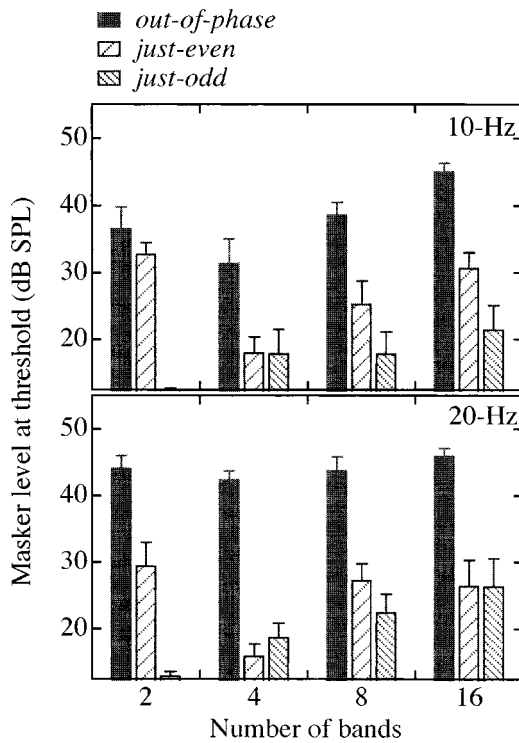 out-of-phase
just-even
just-odd
10-Hz
50
40
30
20
20-Hz
50
40
30
20
2 4 8 16
Number of bands
Masker level at threshold (dB SPL)